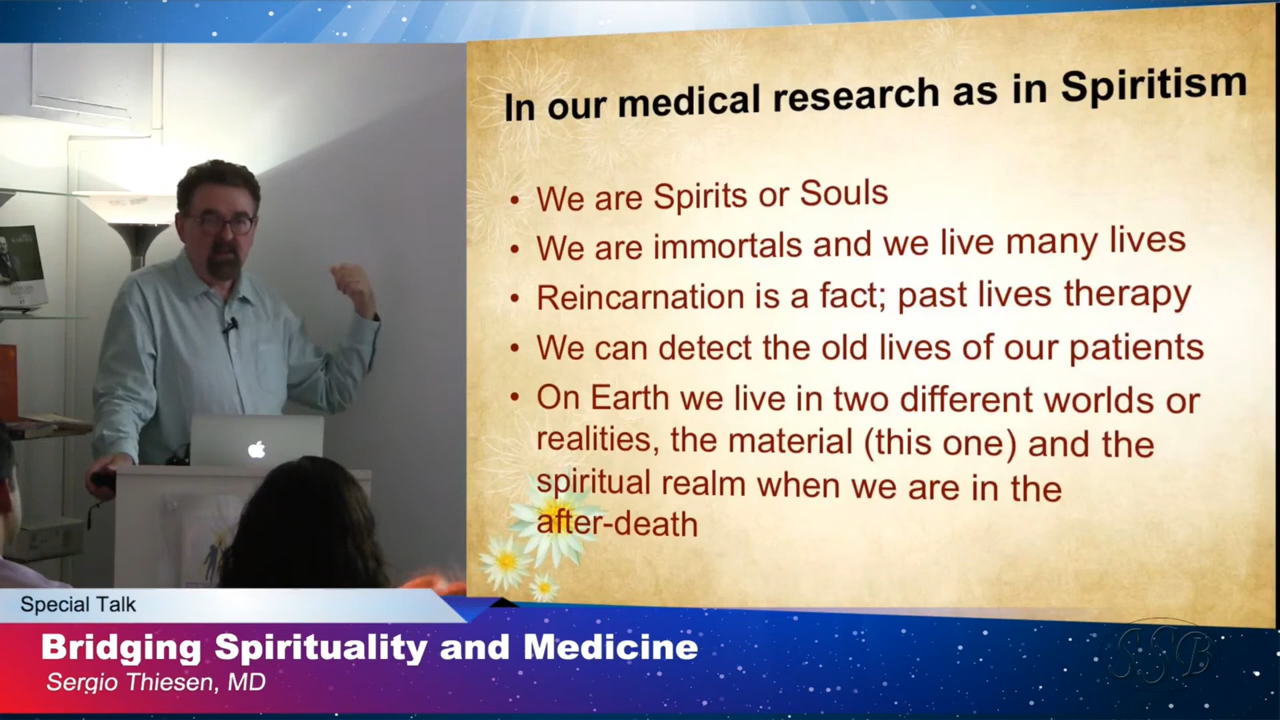 In our medical research as in Spiritism
• We are Spirits or Souls
• We are immortals and we live many lives
• Reincarnation is a fact; past lives therapy
• We can detect the old lives of our patients
• On Earth we live in two different worlds or
realities, the material (this one) and the
spiritual realm when we are in the
after-death
Special Talk
Bridging Spirituality and Medicine
Sergio Thiesen, MD
SSB